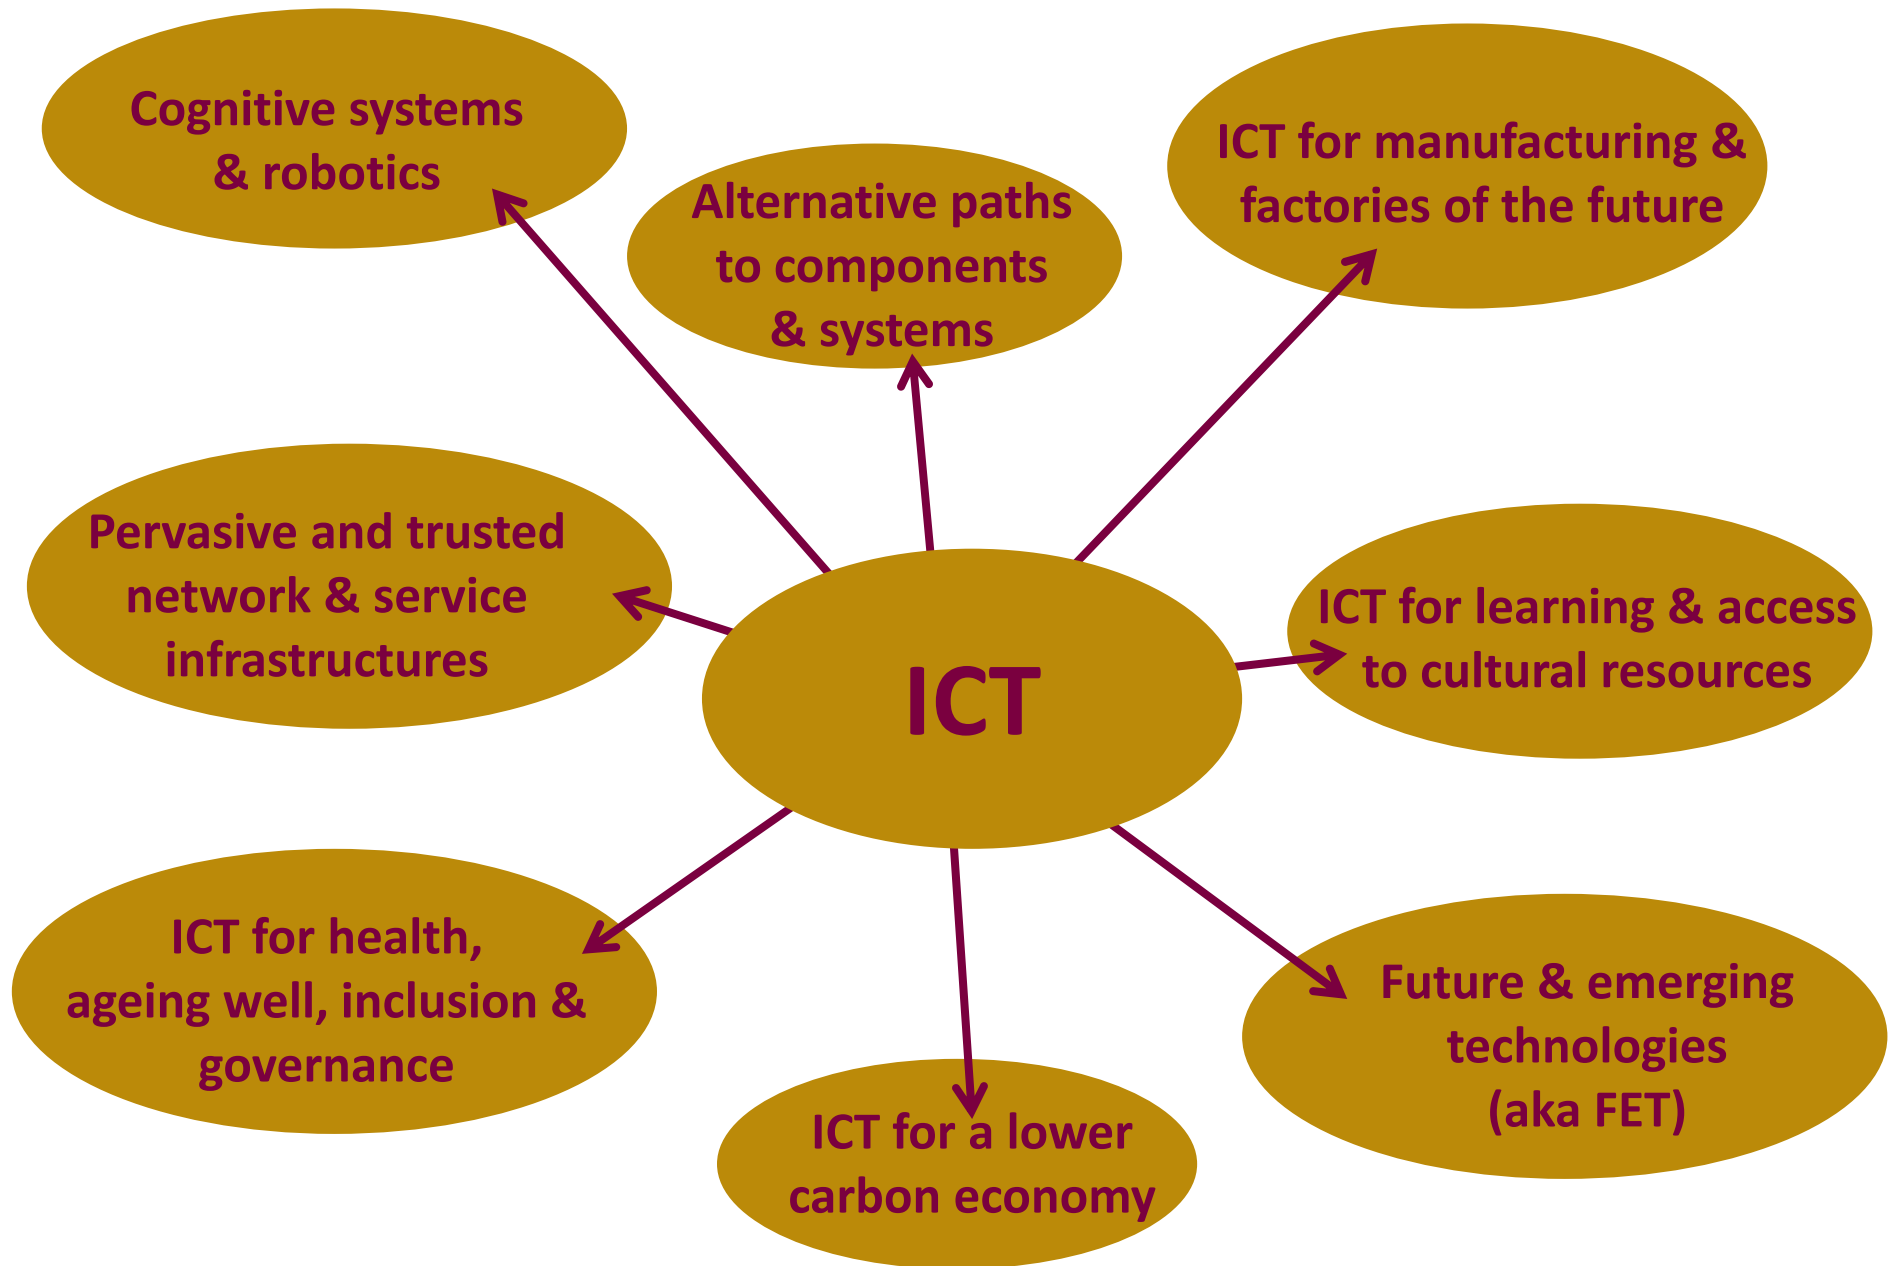 Cognitive systems
& robotics
Alternative paths
to components
& systems
ICT for manufacturing &
factories of the future
Pervasive and trusted
network & service
infrastructures
ICT
ICT for learning & access
to cultural resources
ICT for health,
ageing well, inclusion &
governance
ICT for a lower
carbon economy
Future & emerging
technologies
(aka FET)